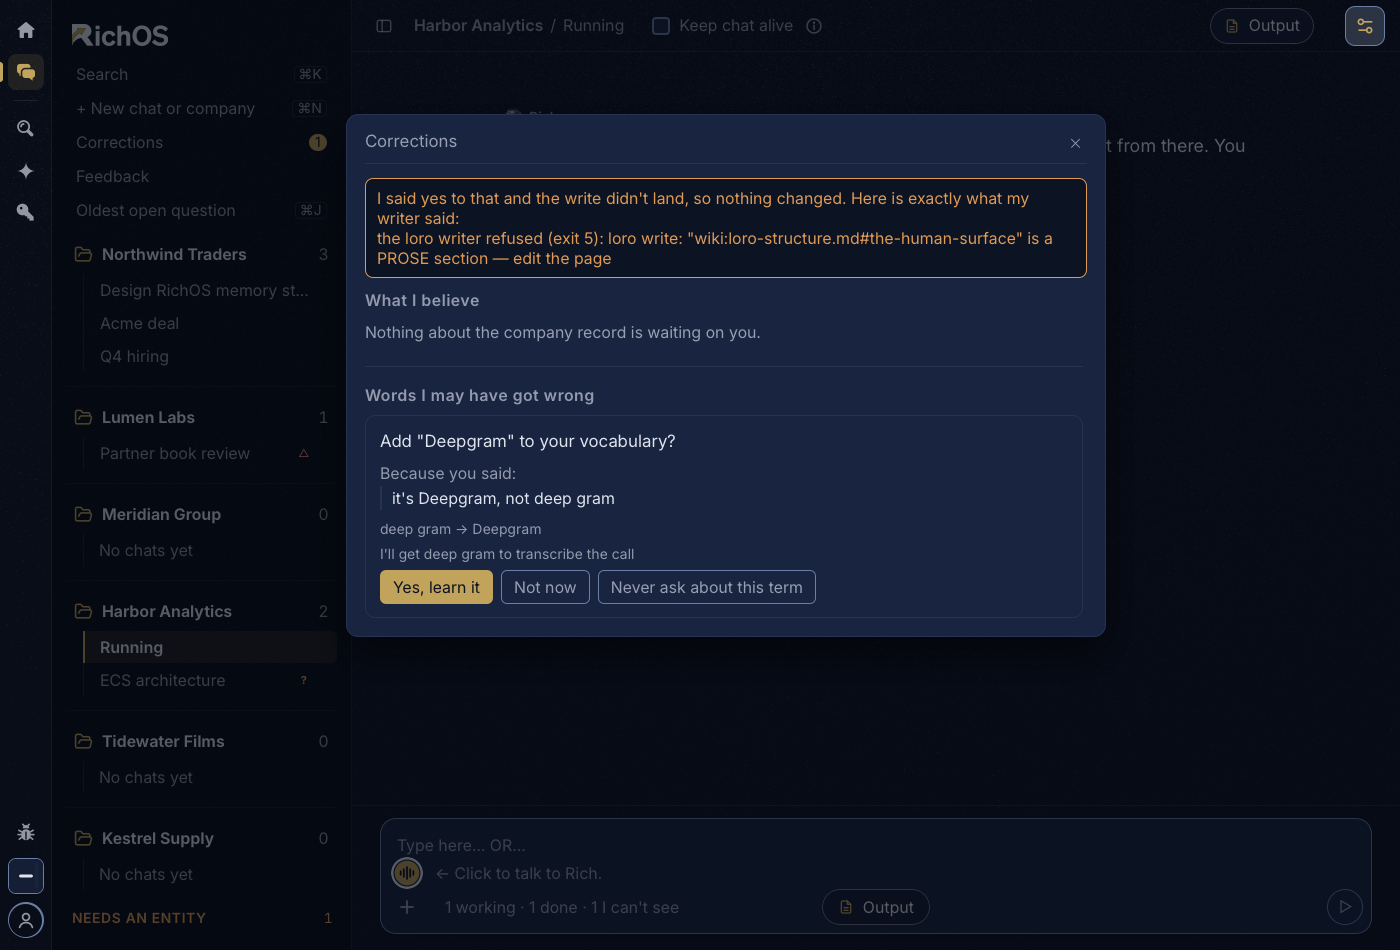 RichOS
Search ⌘K
+ New chat or company ⌘N
Corrections 1
Feedback
Oldest open question ⌘J
Northwind Traders 3
Design RichOS memory st...
Acme deal
Q4 hiring
Lumen Labs 1
Partner book review
Meridian Group 0
No chats yet
Harbor Analytics 2
Running
ECS architecture ?
Tidewater Films 0
No chats yet
Kestrel Supply 0
No chats yet
NEEDS AN ENTITY 1
Harbor Analytics / Running
Keep chat alive
Output
t from there. You
Corrections
I said yes to that and the write didn't land, so nothing changed. Here is exactly what my
writer said:
the loro writer refused (exit 5): loro write: "wiki:loro-structure.md#the-human-surface" is a
PROSE section — edit the page
What I believe
Nothing about the company record is waiting on you.
Words I may have got wrong
Add "Deepgram" to your vocabulary?
Because you said:
it's Deepgram, not deep gram
deep gram → Deepgram
I'll get deep gram to transcribe the call
Yes, learn it
Not now
Never ask about this term
Type here... OR...
← Click to talk to Rich.
1 working · 1 done · 1 I can't see
Output